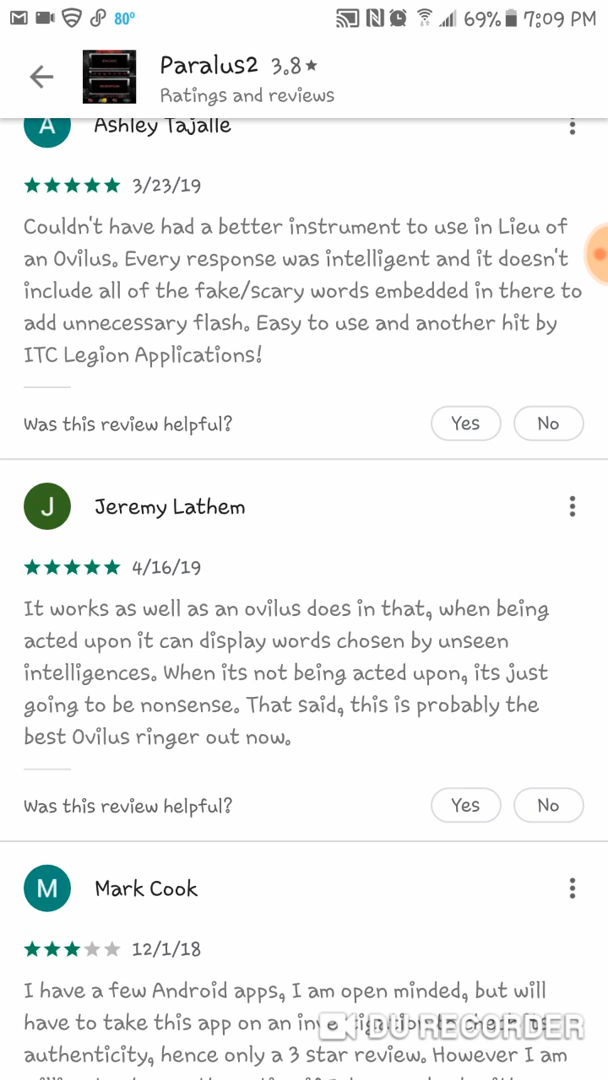 80°
69% 7:09 PM
Paralus2 3.8★
Ratings and reviews
A Ashley Tajalle
3/23/19
Couldn't have had a better instrument to use in Lieu of
an Ovilus. Every response was intelligent and it doesn't
include all of the fake/scary words embedded in there to
add unnecessary flash. Easy to use and another hit by
ITC Legion Applications!
Was this review helpful? Yes No
J Jeremy Lathem
4/16/19
It works as well as an ovilus does in that, when being
acted upon it can display words chosen by unseen
intelligences. When its not being acted upon, its just
going to be nonsense. That said, this is probably the
best Ovilus ringer out now.
Was this review helpful? Yes No
M Mark Cook
12/1/18
I have a few Android apps, I am open minded, but will
have to take this app on an
DU RECORDER
authenticity, hence only a 3 star review. However I am